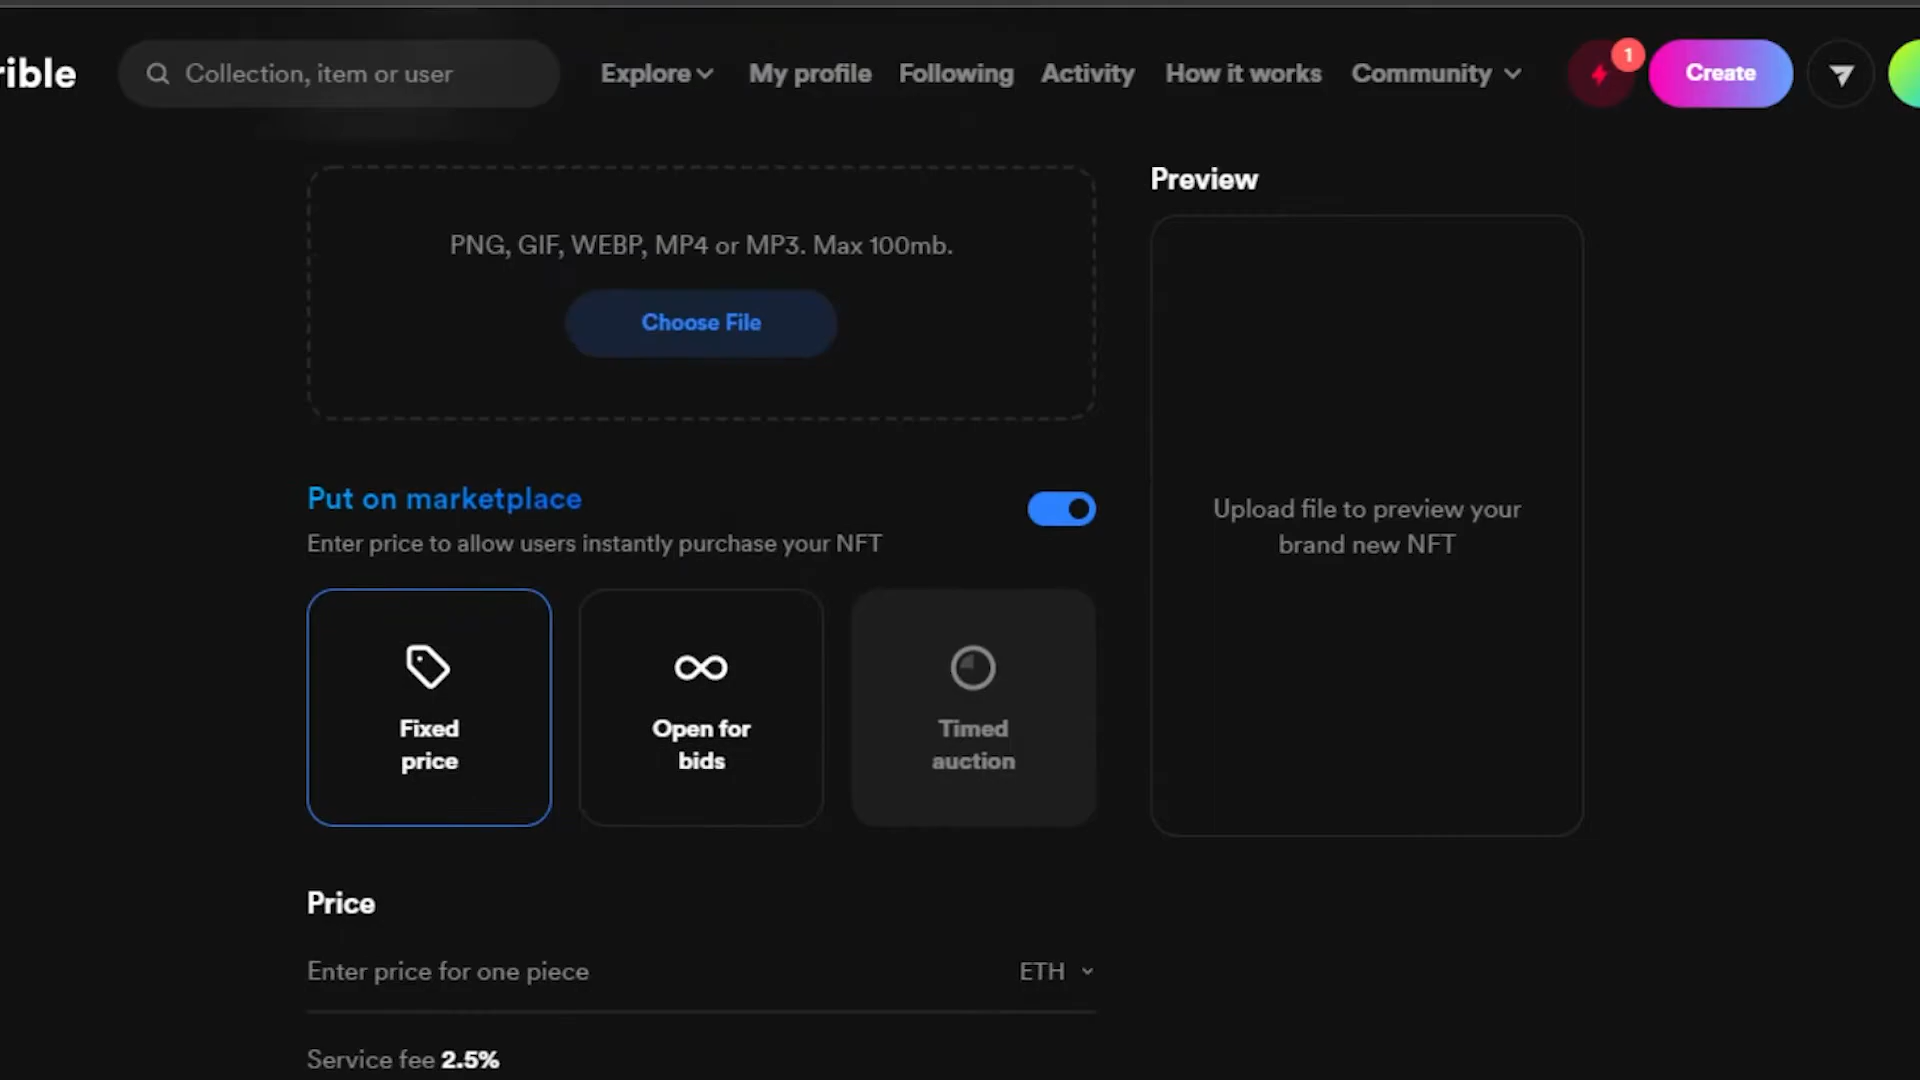 rible
Collection, item or user
Explore
My profile
Following
Activity
How it works
Community
1
Create
PNG, GIF, WEBP, MP4 or MP3. Max 100mb.
Choose File
Preview
Upload file to preview your
brand new NFT
Put on marketplace
Enter price to allow users instantly purchase your NFT
Fixed
price
Open for
bids
Timed
auction
Price
Enter price for one piece
ETH
Service fee 2.5%